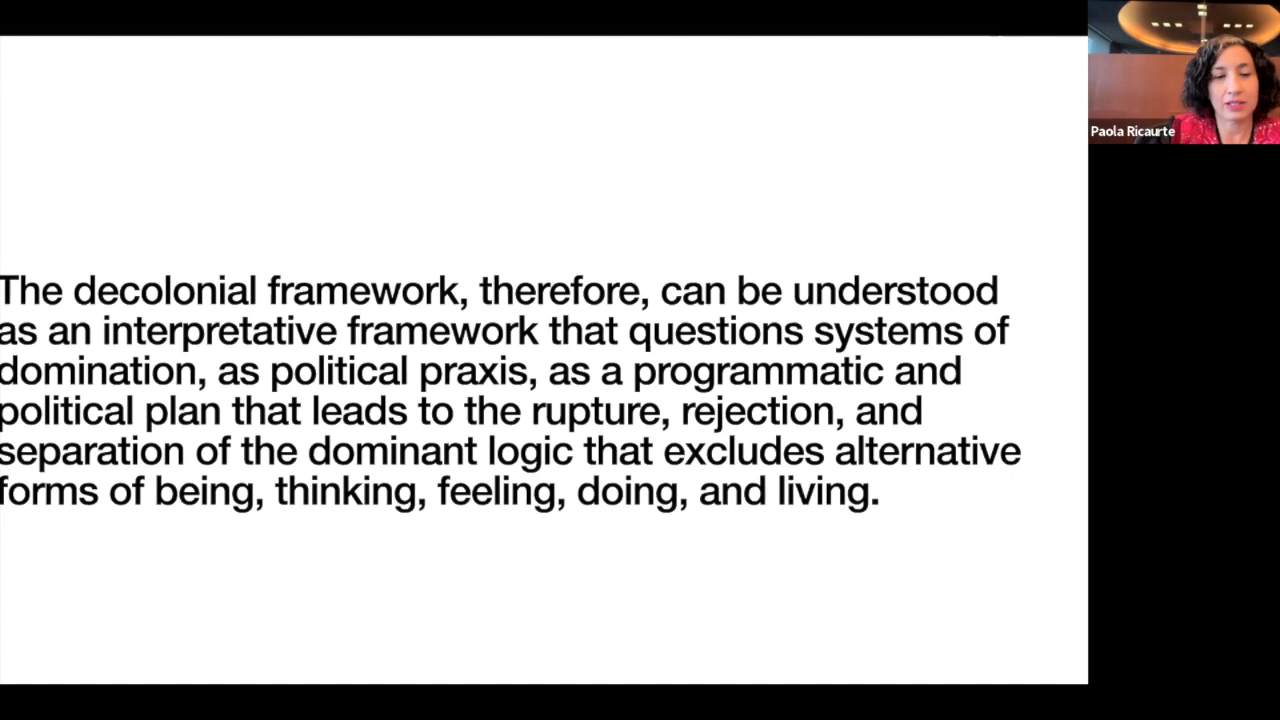 The decolonial framework, therefore, can be understood
as an interpretative framework that questions systems of
domination, as political praxis, as a programmatic and
political plan that leads to the rupture, rejection, and
separation of the dominant logic that excludes alternative
forms of being, thinking, feeling, doing, and living.
Paola Ricaurte